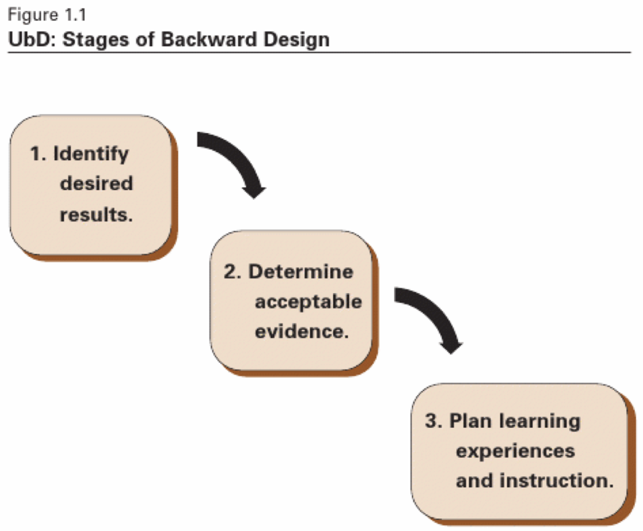 Figure 1.1
UbD: Stages of Backward Design
1. Identify
desired
results.
2. Determine
acceptable
evidence.
3. Plan learning
experiences
and instruction.